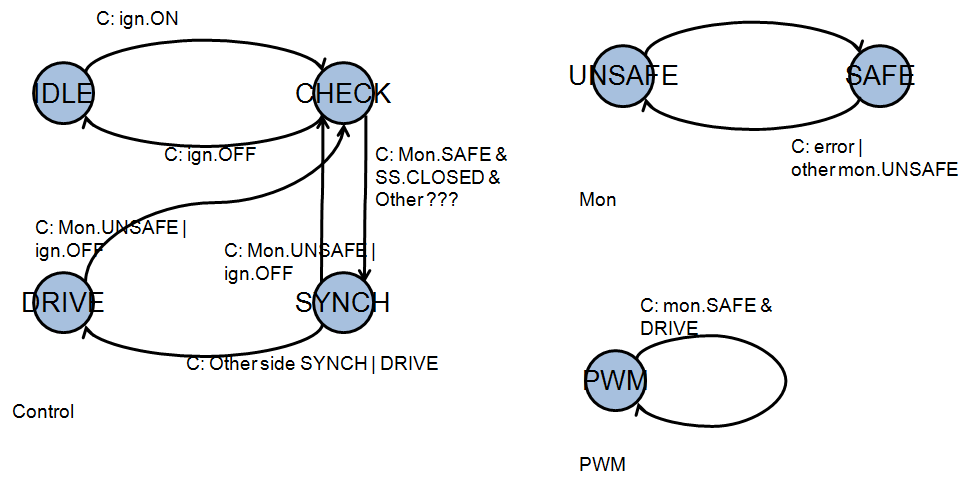 C: ign.ON
IDLE
CHECK
C: ign.OFF
C: Mon.SAFE &
SS.CLOSED &
Other ???
C: Mon.UNSAFE |
ign.OFF
C: Mon.UNSAFE |
ign.OFF
DRIVE
SYNCH
C: Other side SYNCH | DRIVE
Control
UNSAFE
SAFE
C: error |
other mon.UNSAFE
Mon
C: mon.SAFE &
DRIVE
PWM
PWM